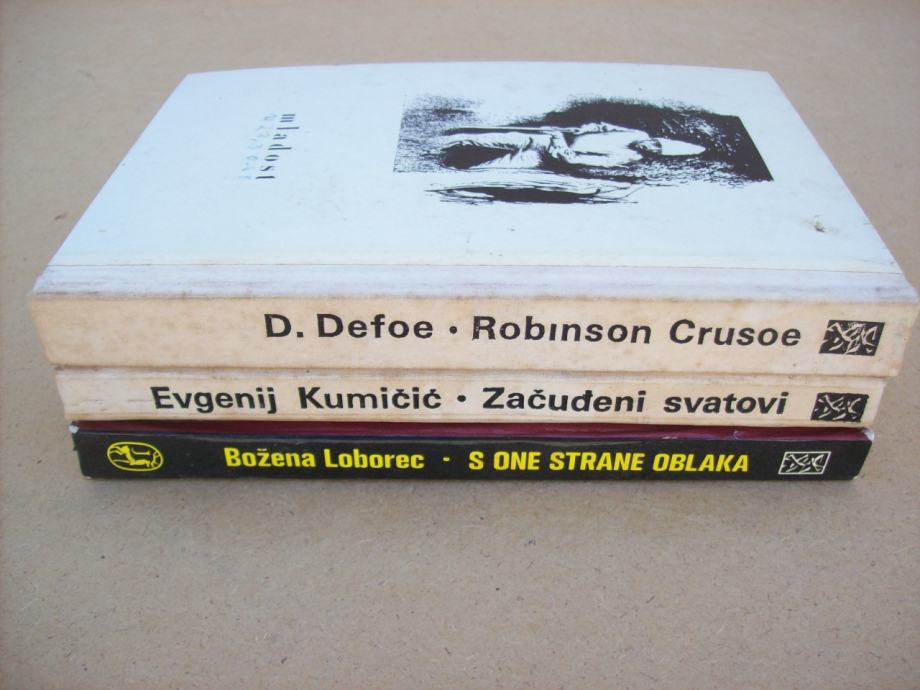 mladost
D. Defoe · Robinson Crusoe
Evgenij Kumičić · Začuđeni svatovi
Božena Loborec · S ONE STRANE OBLAKA